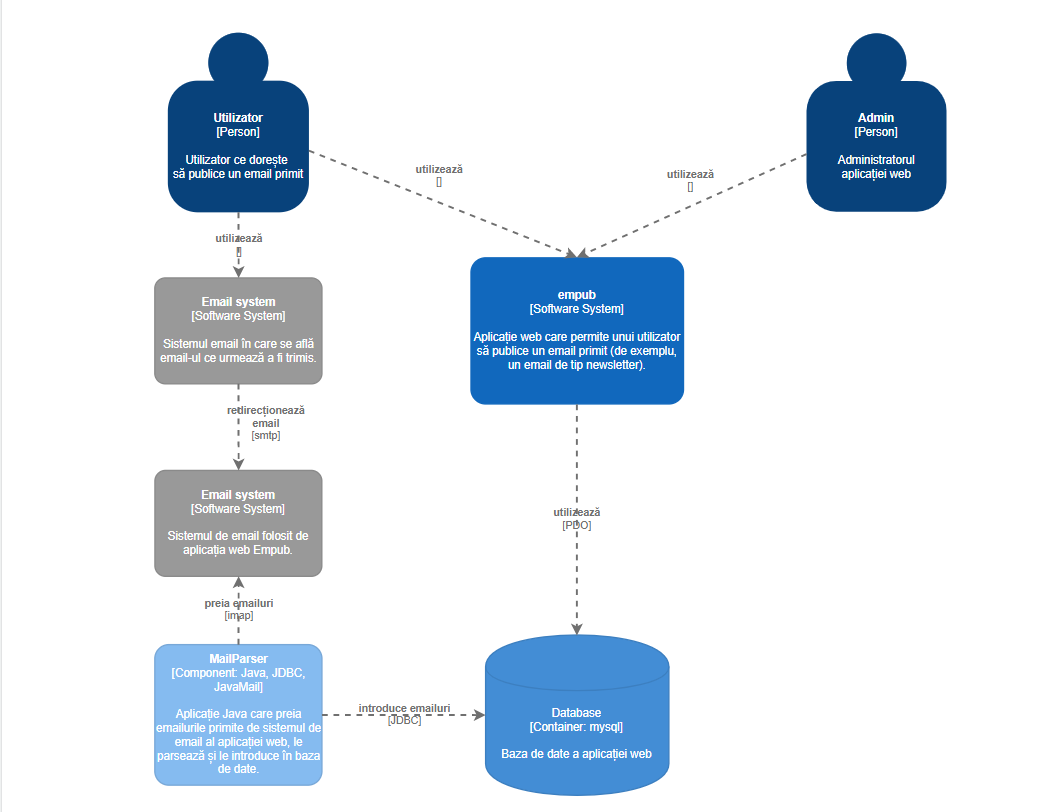 Utilizator
[Person]
Utilizator ce dorește
să publice un email primit
Admin
[Person]
Administratorul
aplicației web
utilizează
[]
utilizează
[]
utilizează
[]
Email system
[Software System]
Sistemul email în care se află
email-ul ce urmează a fi trimis.
empub
[Software System]
Aplicație web care permite unui utilizator
să publice un email primit (de exemplu,
un email de tip newsletter).
redirecționează
email
[smtp]
Email system
[Software System]
Sistemul de email folosit de
aplicația web Empub.
utilizează
[PDO]
preia emailuri
[imap]
MailParser
[Component: Java, JDBC,
JavaMail]
Aplicație Java care preia
emailurile primite de sistemul de
email al aplicației web, le
parsează și le introduce în baza
de date.
introduce emailuri
[JDBC]
Database
[Container: mysql]
Baza de date a aplicației web